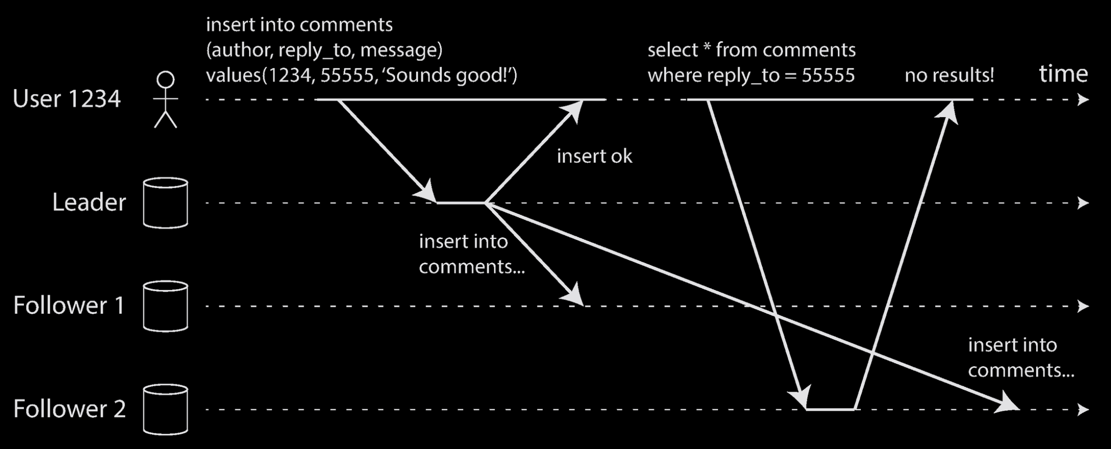 insert into comments
(author, reply_to, message)
values(1234, 55555, ‘Sounds good!’)
select * from comments
where reply_to = 55555
no results!
time
User 1234
insert ok
Leader
insert into
comments...
Follower 1
insert into
comments...
Follower 2